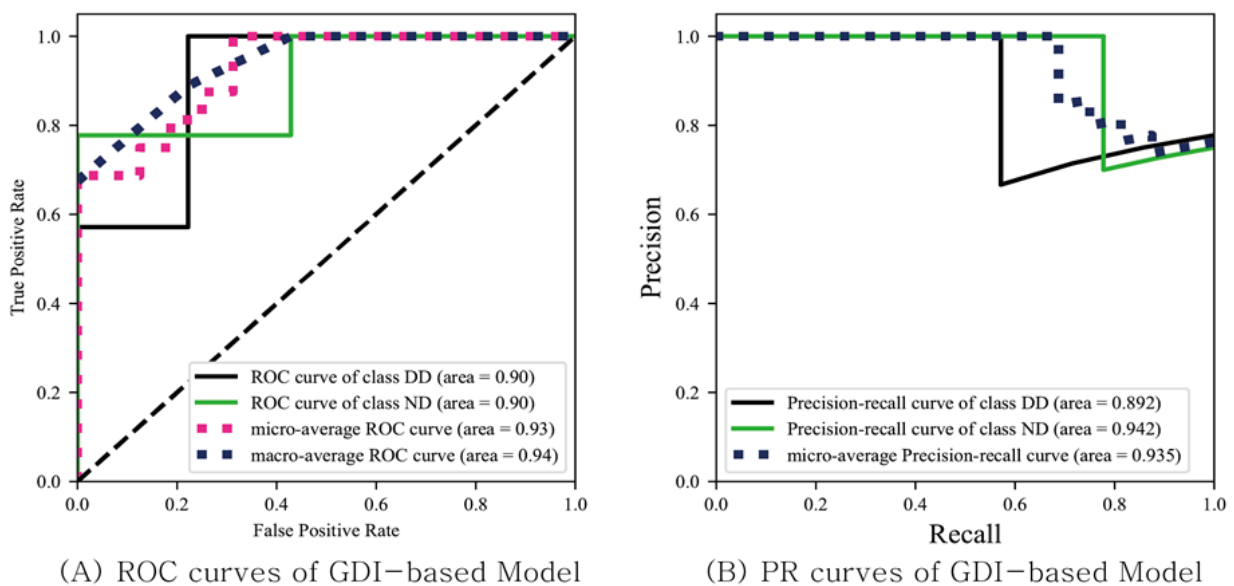 1.0
0.8
0.6
0.4
0.2
0.0
True Positive Rate
0.2
0.4
0.6
0.8
1.0
False Positive Rate
ROC curve of class DD (area = 0.90)
ROC curve of class ND (area = 0.90)
micro-average ROC curve (area = 0.93)
macro-average ROC curve (area = 0.94)
(A) ROC curves of GDI-based Model
1.0
0.8
0.6
0.4
0.2
0.0
Precision
0.0
0.2
0.4
0.6
0.8
1.0
Recall
Precision-recall curve of class DD (area = 0.892)
Precision-recall curve of class ND (area = 0.942)
micro-average Precision-recall curve (area = 0.935)
(B) PR curves of GDI-based Model